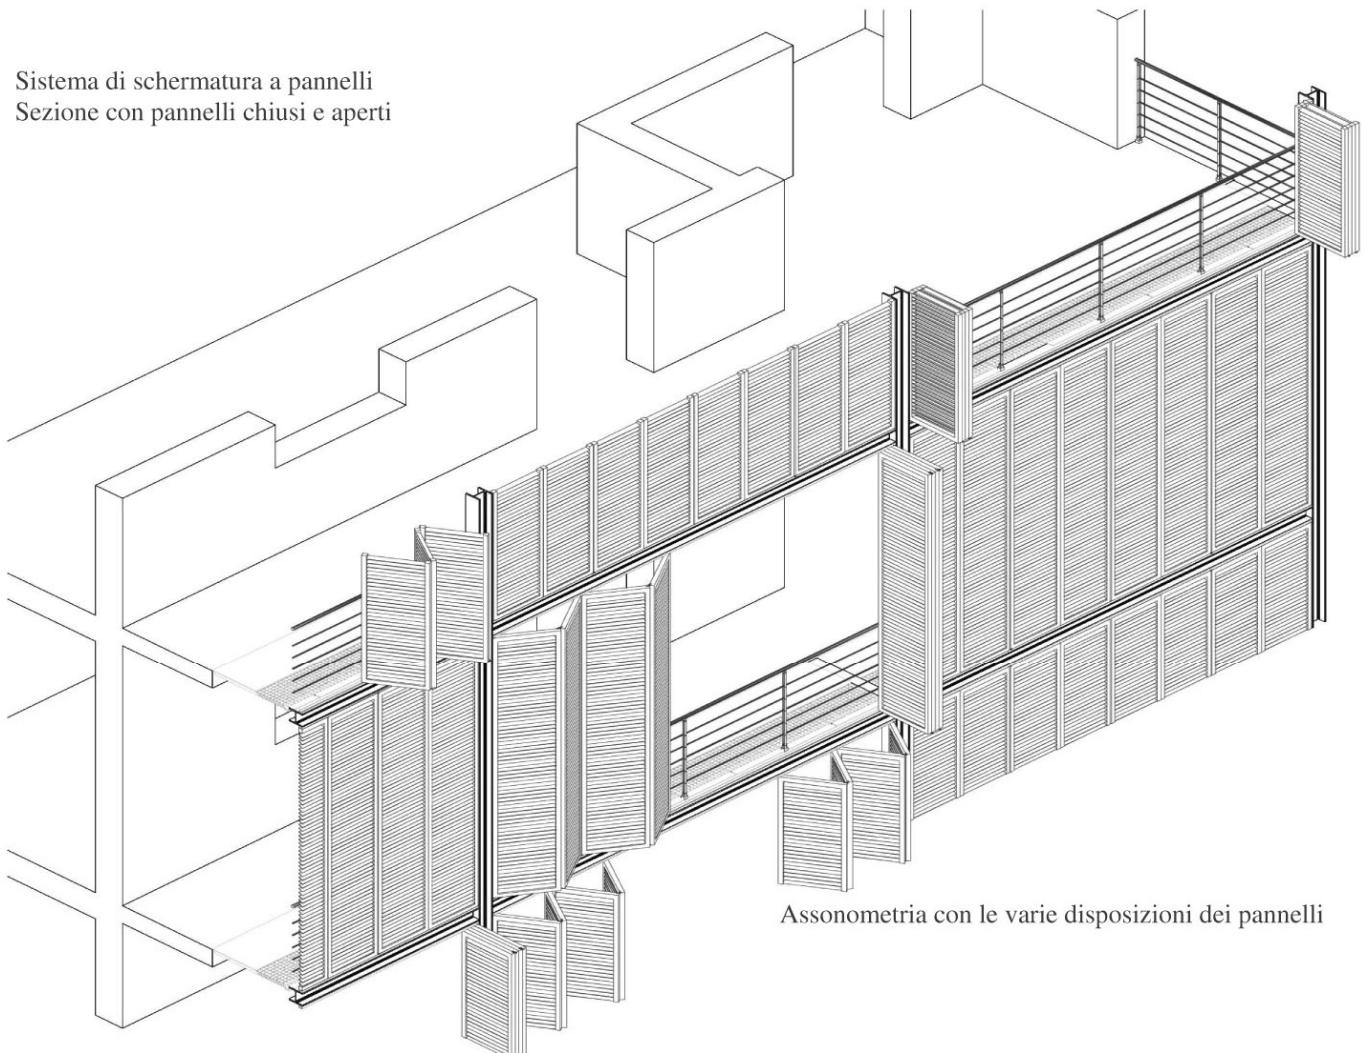 Sistema di schermatura a pannelli
Sezione con pannelli chiusi e aperti
Assonometria con le varie disposizioni dei pannelli